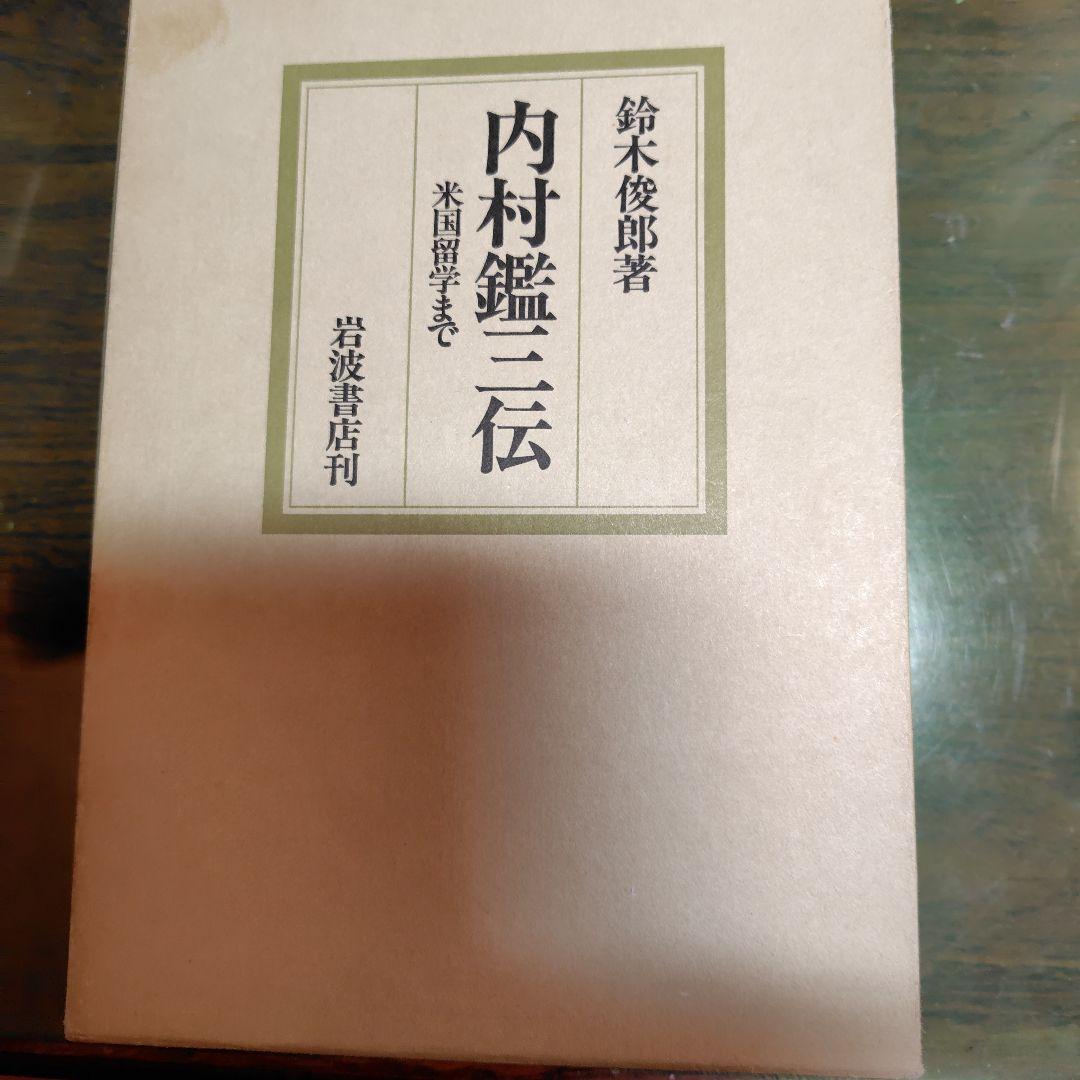 鈴木俊郎著
内村鑑三伝
米国留学まで
岩波書店刊